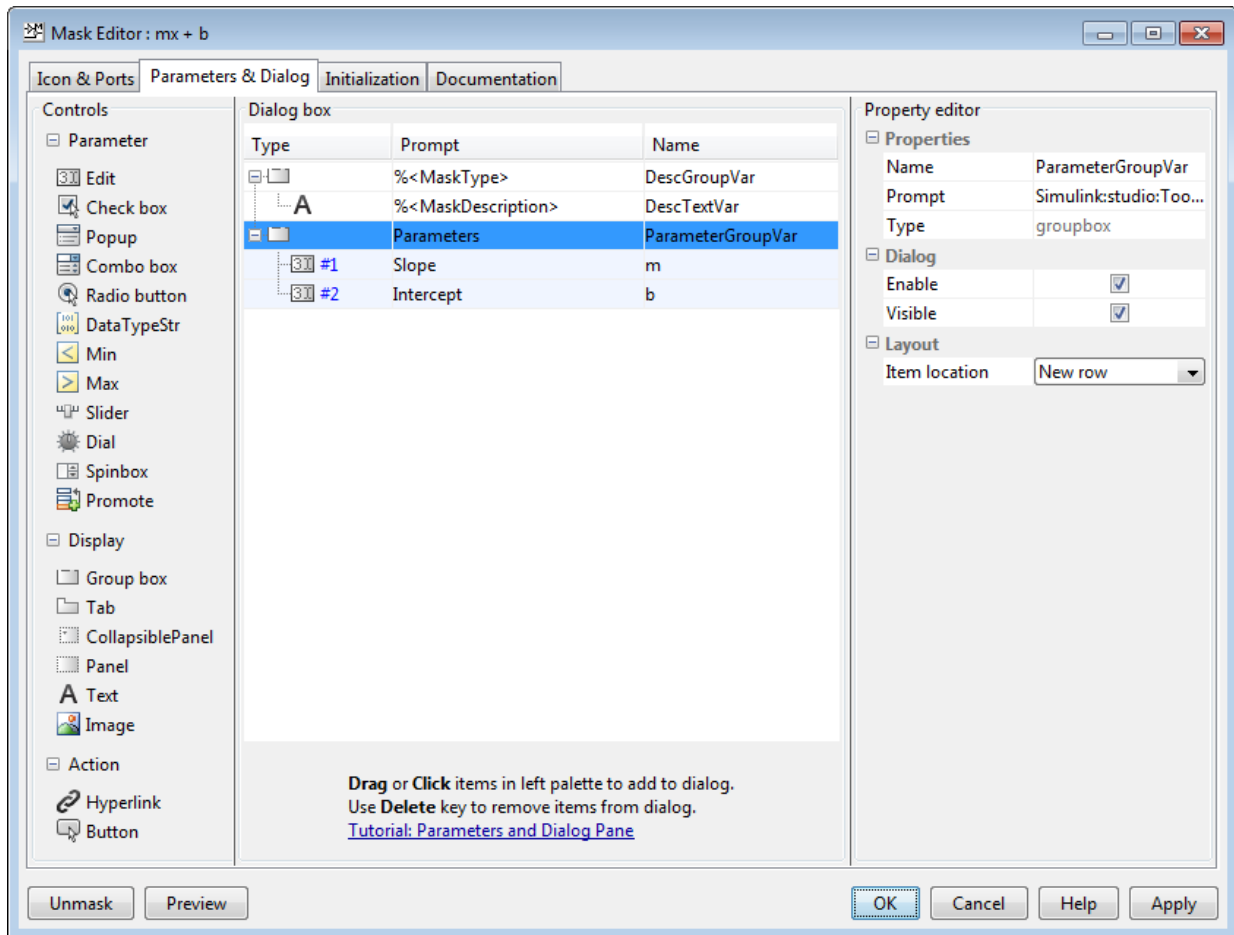 Mask Editor : mx + b
Icon & Ports
Parameters & Dialog
Initialization
Documentation
Controls
Parameter
Edit
Check box
Popup
Combo box
Radio button
DataTypeStr
Min
Max
Slider
Dial
Spinbox
Promote
Display
Group box
Tab
CollapsiblePanel
Panel
Text
Image
Action
Hyperlink
Button
Dialog box
Type Prompt Name
%<MaskType> DescGroupVar
A %<MaskDescription> DescTextVar
Parameters ParameterGroupVar
#1 Slope m
#2 Intercept b
Drag or Click items in left palette to add to dialog.
Use Delete key to remove items from dialog.
Tutorial: Parameters and Dialog Pane
Property editor
Properties
Name ParameterGroupVar
Prompt Simulink:studio:Too...
Type groupbox
Dialog
Enable
Visible
Layout
Item location New row
Unmask
Preview
OK
Cancel
Help
Apply